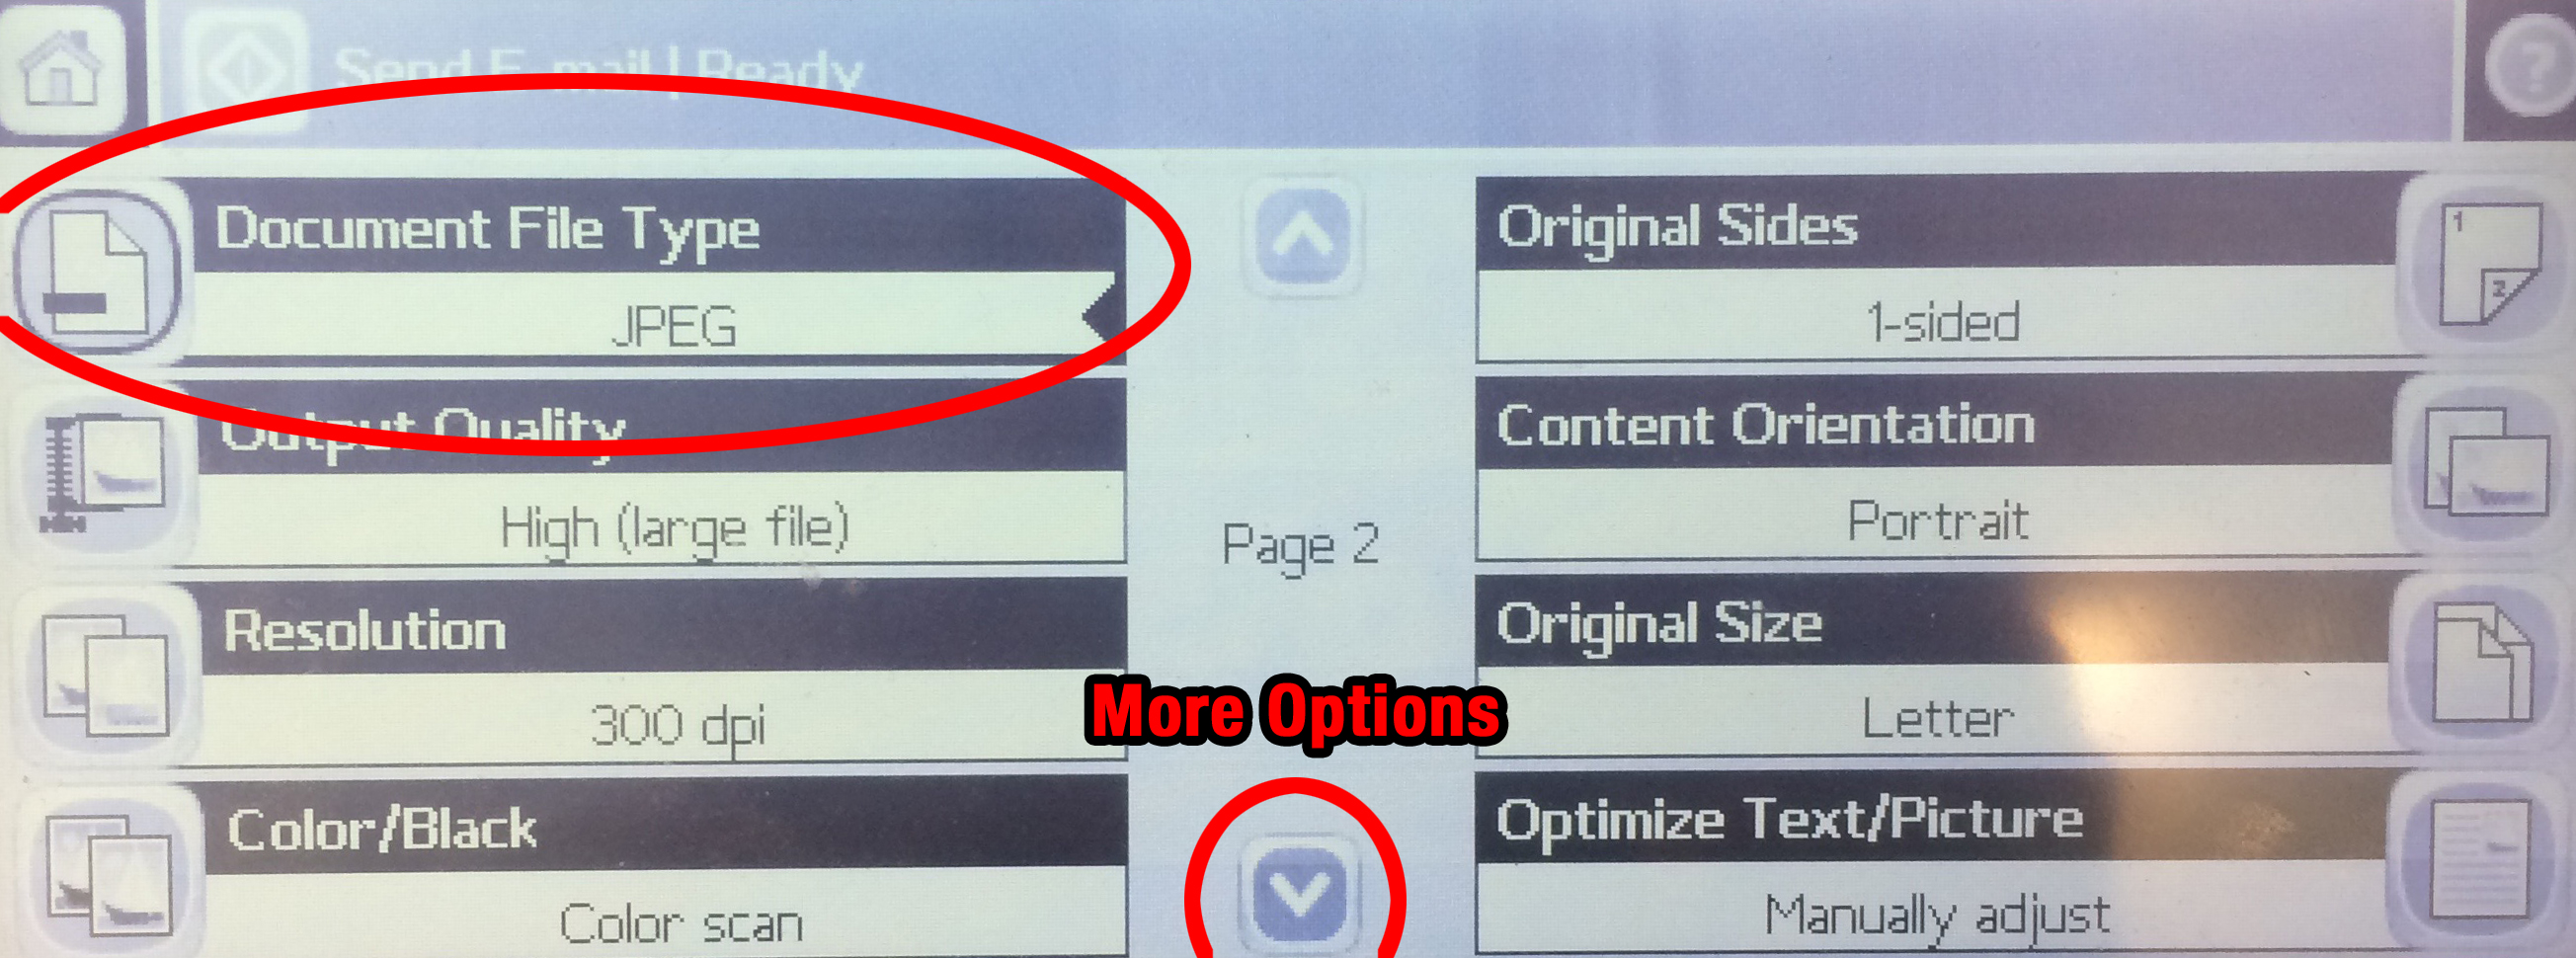 Send E-mail | Ready
?
Document File Type
JPEG
Output Quality
High (large file)
Resolution
300 dpi
Color/Black
Color scan
Page 2
More Options
Original Sides
1-sided
1
2
Content Orientation
Portrait
Original Size
Letter
Optimize Text/Picture
Manually adjust